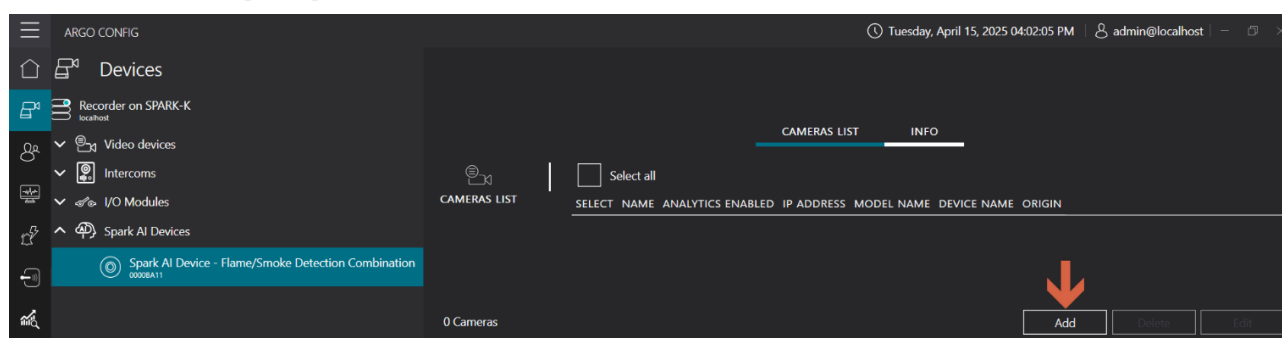 ARGO CONFIG
Tuesday, April 15, 2025 04:02:05 PM
admin@localhost
Devices
Recorder on SPARK-K
localhost
Video devices
Intercoms
I/O Modules
Spark AI Devices
Spark AI Device - Flame/Smoke Detection Combination
0000BA11
CAMERAS LIST
CAMERAS LIST INFO
Select all
SELECT NAME ANALYTICS ENABLED IP ADDRESS MODEL NAME DEVICE NAME ORIGIN
0 Cameras
Add Delete Edit